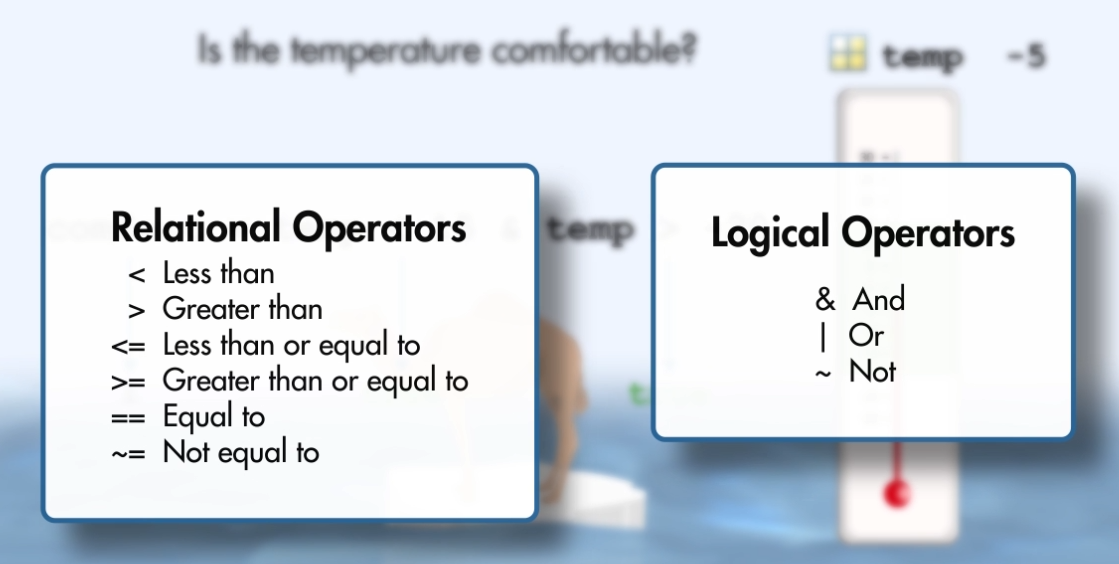 Is the temperature comfortable?
temp -5
temp
Relational Operators
< Less than
> Greater than
<= Less than or equal to
>= Greater than or equal to
== Equal to
~= Not equal to
Logical Operators
& And
| Or
~ Not